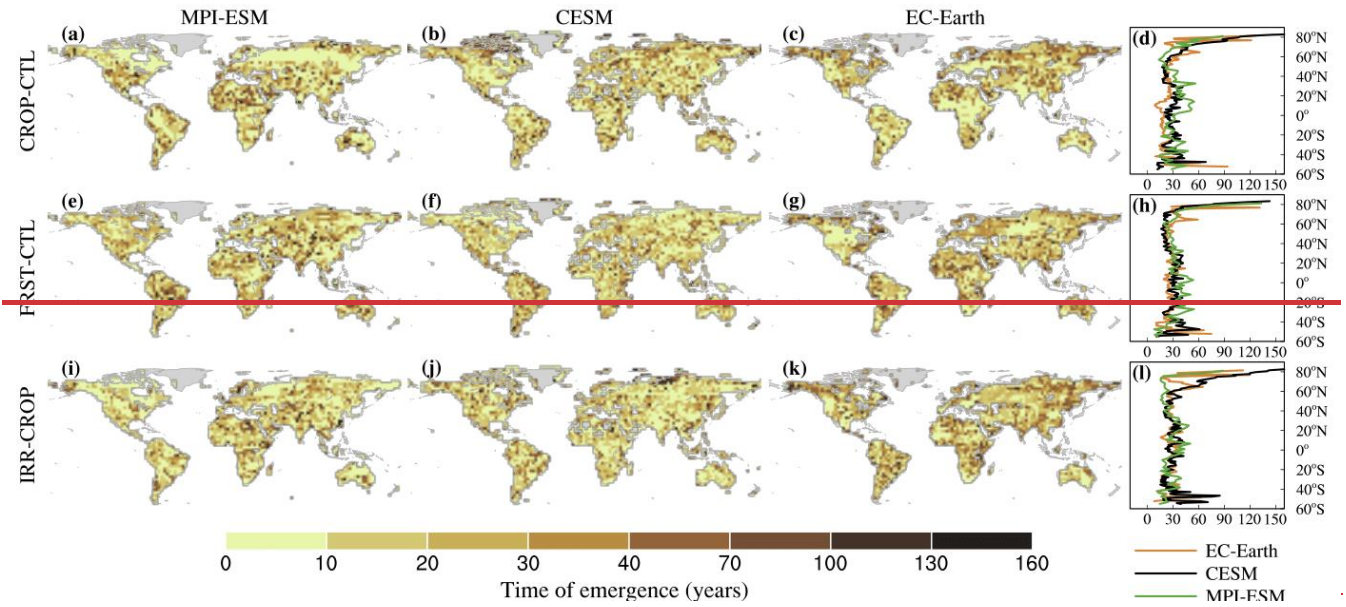 MPI-ESM CESM EC-Earth
CROP-CTL
(a) (b) (c) (d)
80°N
60°N
40°N
20°N
0°
20°S
40°S
60°S
0 30 60 90 120 150
FRST-CTL
(e) (f) (g) (h)
80°N
60°N
40°N
20°N
0°
20°S
40°S
60°S
0 30 60 90 120 150
IRR-CROP
(i) (j) (k) (l)
80°N
60°N
40°N
20°N
0°
20°S
40°S
60°S
0 30 60 90 120 150
0 10 20 30 40 70 100 130 160
Time of emergence (years)
EC-Earth
CESM
MPI-ESM